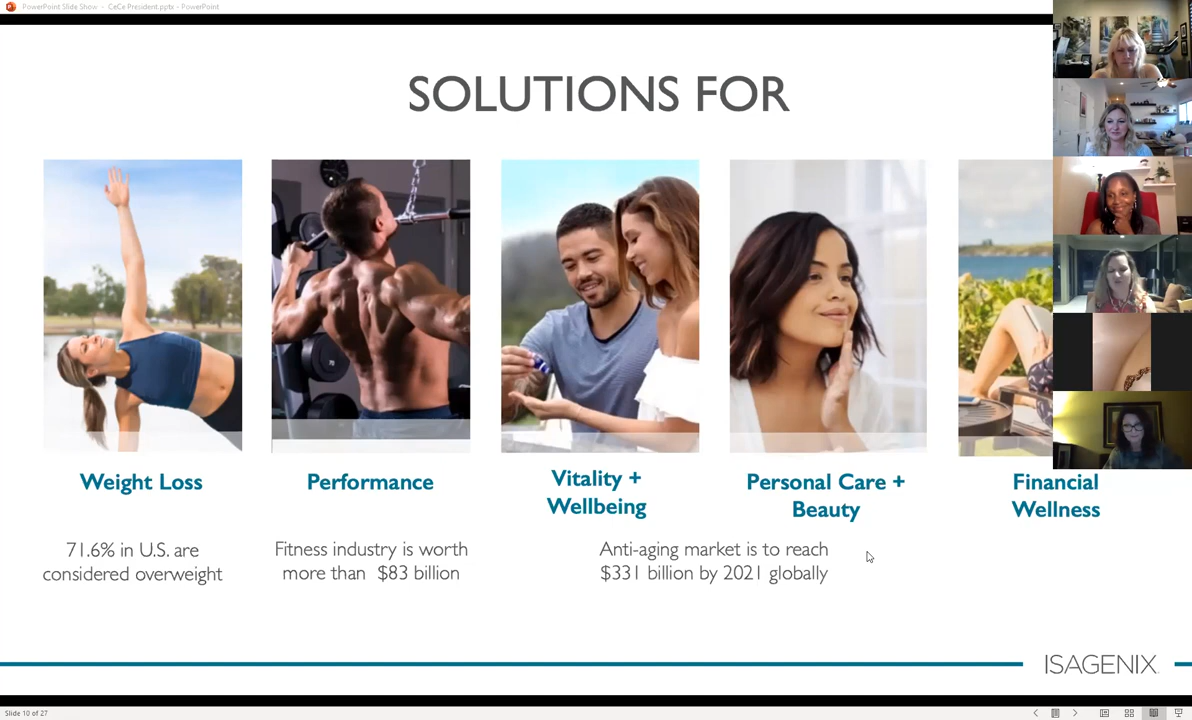 PowerPoint Slide Show - CeCe President.pptx - PowerPoint
SOLUTIONS FOR
Weight Loss
Performance
Vitality +
Wellbeing
Personal Care +
Beauty
Financial
Wellness
71.6% in U.S. are
considered overweight
Fitness industry is worth
more than $83 billion
Anti-aging market is to reach
$331 billion by 2021 globally
ISAGENIX
Slide 10 of 27